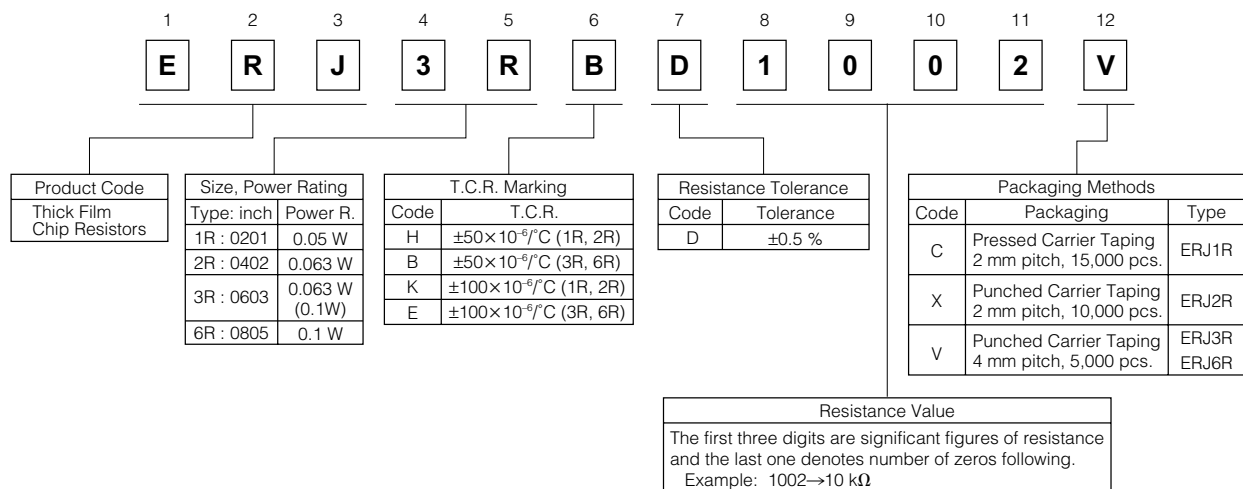 1 2 3 4 5 6 7 8 9 10 11 12
E R J 3 R B D 1 0 0 2 V
Product Code
Thick Film
Chip Resistors
Size, Power Rating
Type: inch Power R.
1R : 0201 0.05 W
2R : 0402 0.063 W
3R : 0603 0.063 W
(0.1W)
6R : 0805 0.1 W
T.C.R. Marking
Code T.C.R.
H ±50×10⁻⁶/°C (1R, 2R)
B ±50×10⁻⁶/°C (3R, 6R)
K ±100×10⁻⁶/°C (1R, 2R)
E ±100×10⁻⁶/°C (3R, 6R)
Resistance Tolerance
Code Tolerance
D ±0.5 %
Packaging Methods
Code Packaging Type
C Pressed Carrier Taping
2 mm pitch, 15,000 pcs. ERJ1R
X Punched Carrier Taping
2 mm pitch, 10,000 pcs. ERJ2R
V Punched Carrier Taping ERJ3R
4 mm pitch, 5,000 pcs. ERJ6R
Resistance Value
The first three digits are significant figures of resistance
and the last one denotes number of zeros following.
Example: 1002→10 kΩ